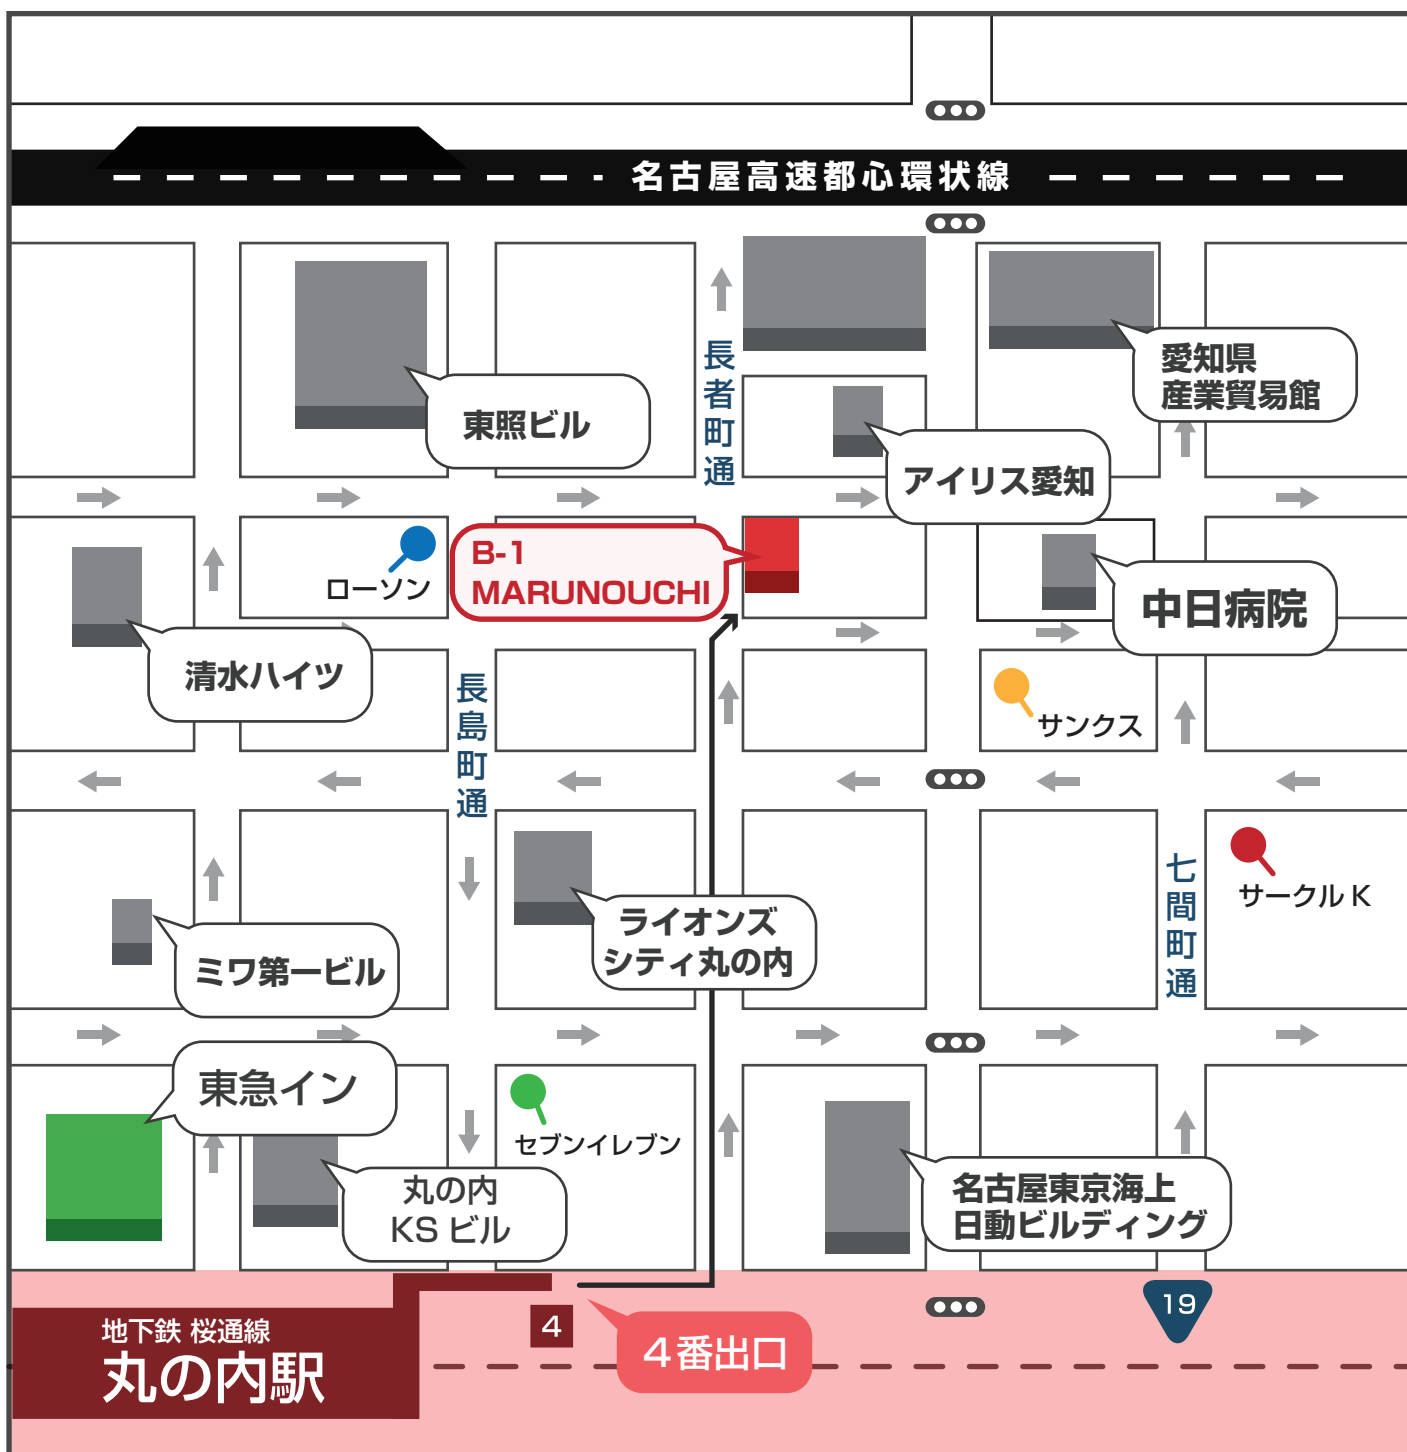 名古屋高速都心環状線
長者町通
愛知県
産業貿易館
東照ビル
アイリス愛知
B-1
MARUNOUCHI
ローソン
中日病院
清水ハイツ
長島町通
サンクス
七間町通
サークルK
ライオンズ
シティ丸の内
ミワ第一ビル
東急イン
セブンイレブン
丸の内
KSビル
名古屋東京海上
日動ビルディング
19
4
4番出口
地下鉄 桜通線
丸の内駅